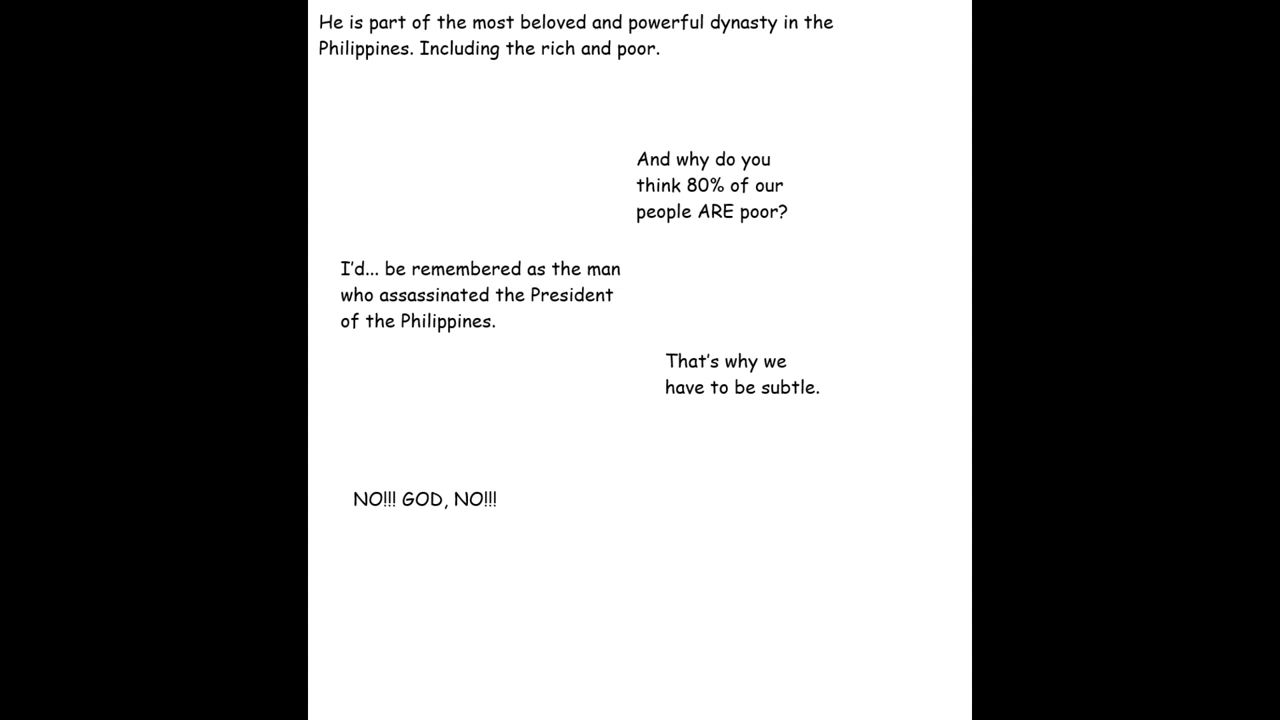 He is part of the most beloved and powerful dynasty in the
Philippines. Including the rich and poor.
And why do you
think 80% of our
people ARE poor?
I'd... be remembered as the man
who assassinated the President
of the Philippines.
That's why we
have to be subtle.
NO!!! GOD, NO!!!